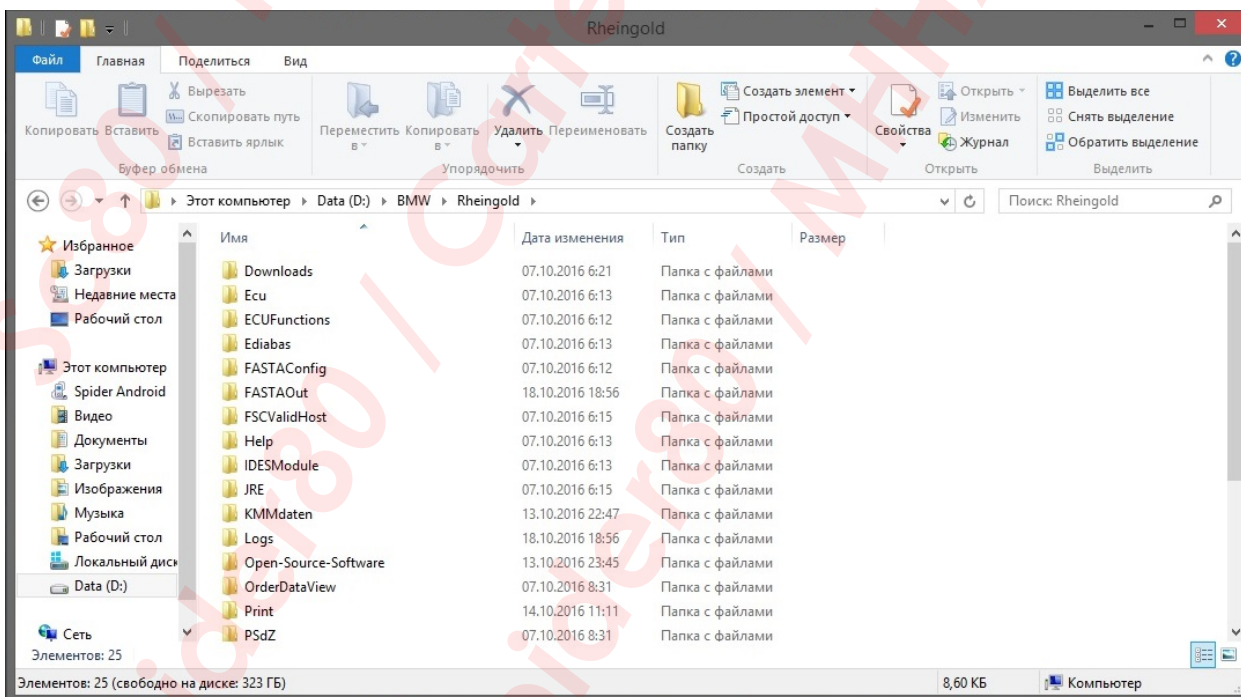 Rheingold
Файл Главная Поделиться Вид
Копировать Вставить
Вырезать
Скопировать путь
Вставить ярлык
Буфер обмена
Переместить в Копировать в Удалить Переименовать
Упорядочить
Создать папку
Создать элемент
Простой доступ
Создать
Свойства
Открыть
Изменить
Журнал
Открыть
Выделить все
Снять выделение
Обратить выделение
Выделить
Этот компьютер Data (D:) BMW Rheingold
Поиск: Rheingold
Избранное
Загрузки
Недавние места
Рабочий стол
Этот компьютер
Spider Android
Видео
Документы
Загрузки
Изображения
Музыка
Рабочий стол
Локальный диск
Data (D:)
Сеть
Имя Дата изменения Тип Размер
Downloads 07.10.2016 6:21 Папка с файлами
Ecu 07.10.2016 6:13 Папка с файлами
ECUFunctions 07.10.2016 6:12 Папка с файлами
Ediabas 07.10.2016 6:13 Папка с файлами
FASTAConfig 07.10.2016 6:12 Папка с файлами
FASTAOut 18.10.2016 18:56 Папка с файлами
FSCValidHost 07.10.2016 6:15 Папка с файлами
Help 07.10.2016 6:13 Папка с файлами
IDESModule 07.10.2016 6:13 Папка с файлами
JRE 07.10.2016 6:15 Папка с файлами
KMMdaten 13.10.2016 22:47 Папка с файлами
Logs 18.10.2016 18:56 Папка с файлами
Open-Source-Software 13.10.2016 23:45 Папка с файлами
OrderDataView 07.10.2016 8:31 Папка с файлами
Print 14.10.2016 11:11 Папка с файлами
PSdZ 07.10.2016 8:31 Папка с файлами
Элементов: 25
Элементов: 25 (свободно на диске: 323 ГБ) 8,60 КБ Компьютер